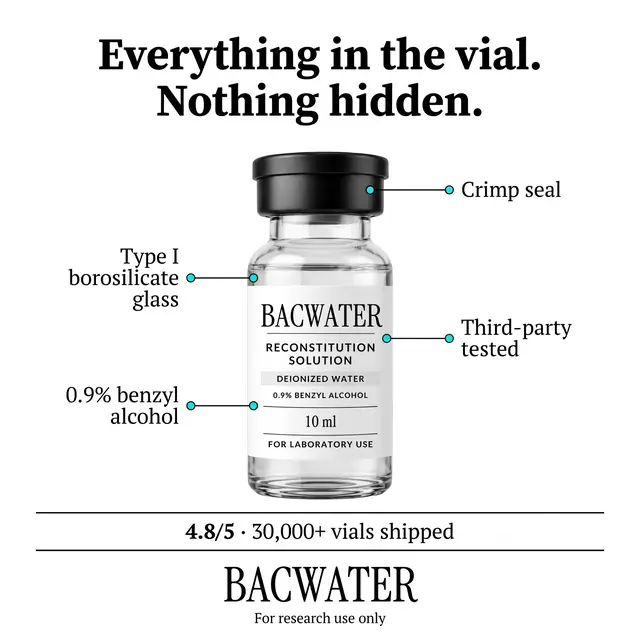 Everything in the vial.
Nothing hidden.
Crimp seal
Type I
borosilicate
glass
BACWATER
RECONSTITUTION
SOLUTION
DEIONIZED WATER
0.9% BENZYL ALCOHOL
10 ml
FOR LABORATORY USE
Third-party
tested
0.9% benzyl
alcohol
4.8/5 · 30,000+ vials shipped
BACWATER
For research use only